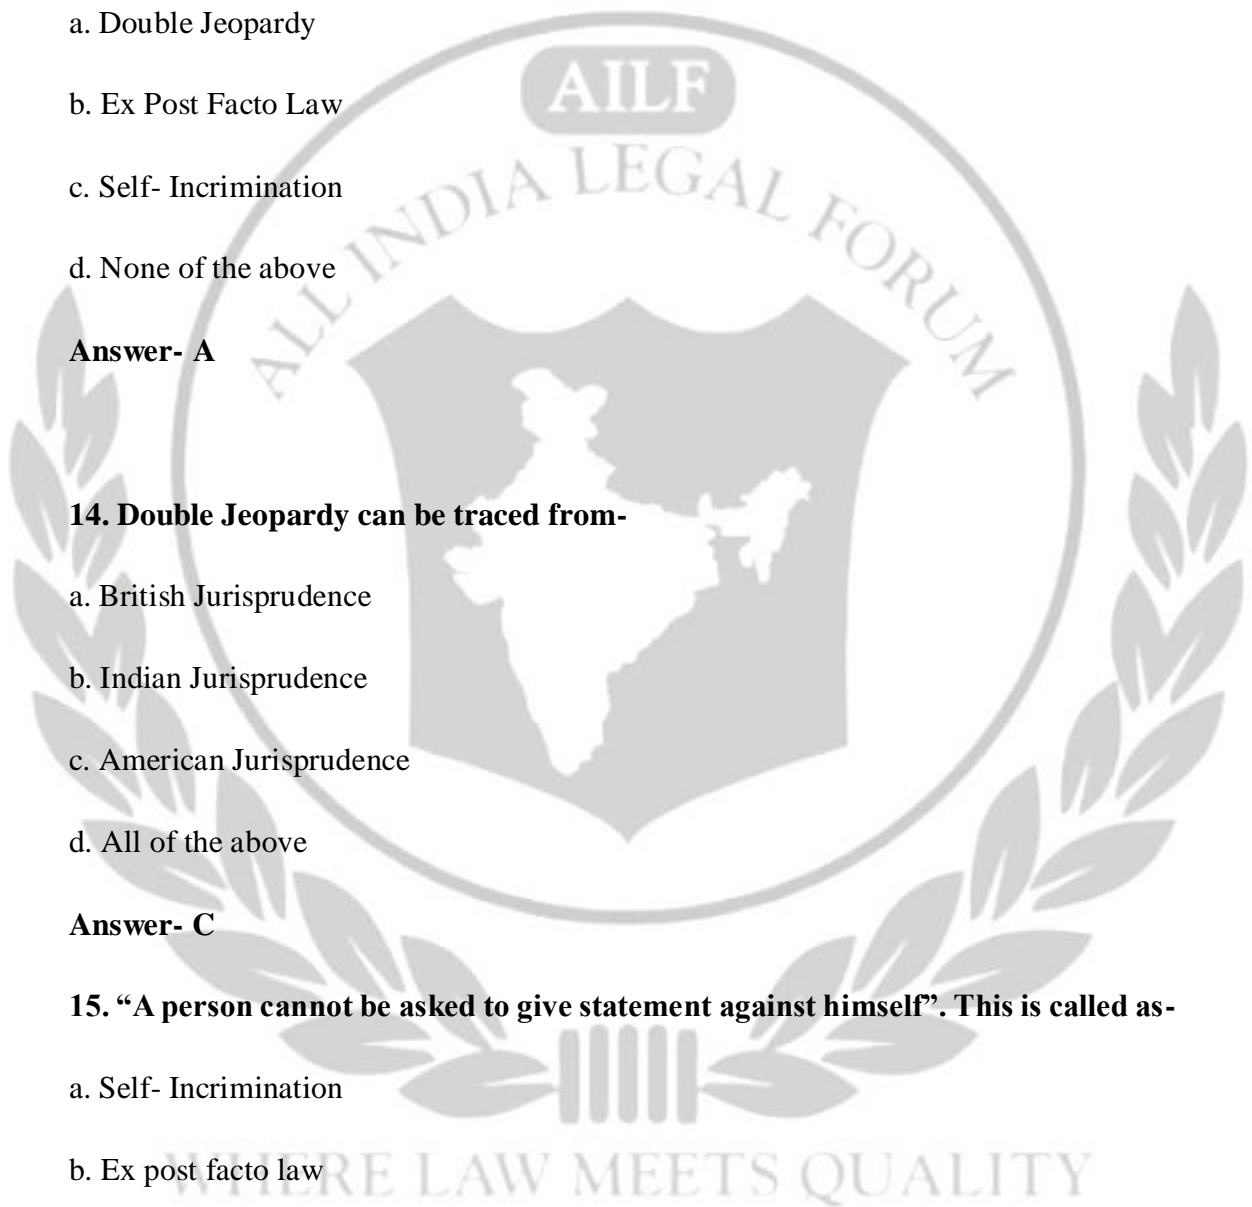 a. Double Jeopardy
AILF
b. Ex Post Facto Law
ALL INDIA LEGAL FORUM
c. Self- Incrimination
d. None of the above
Answer- A
14. Double Jeopardy can be traced from-
a. British Jurisprudence
b. Indian Jurisprudence
c. American Jurisprudence
d. All of the above
Answer- C
15. “A person cannot be asked to give statement against himself”. This is called as-
a. Self- Incrimination
b. Ex post facto law
WHERE LAW MEETS QUALITY